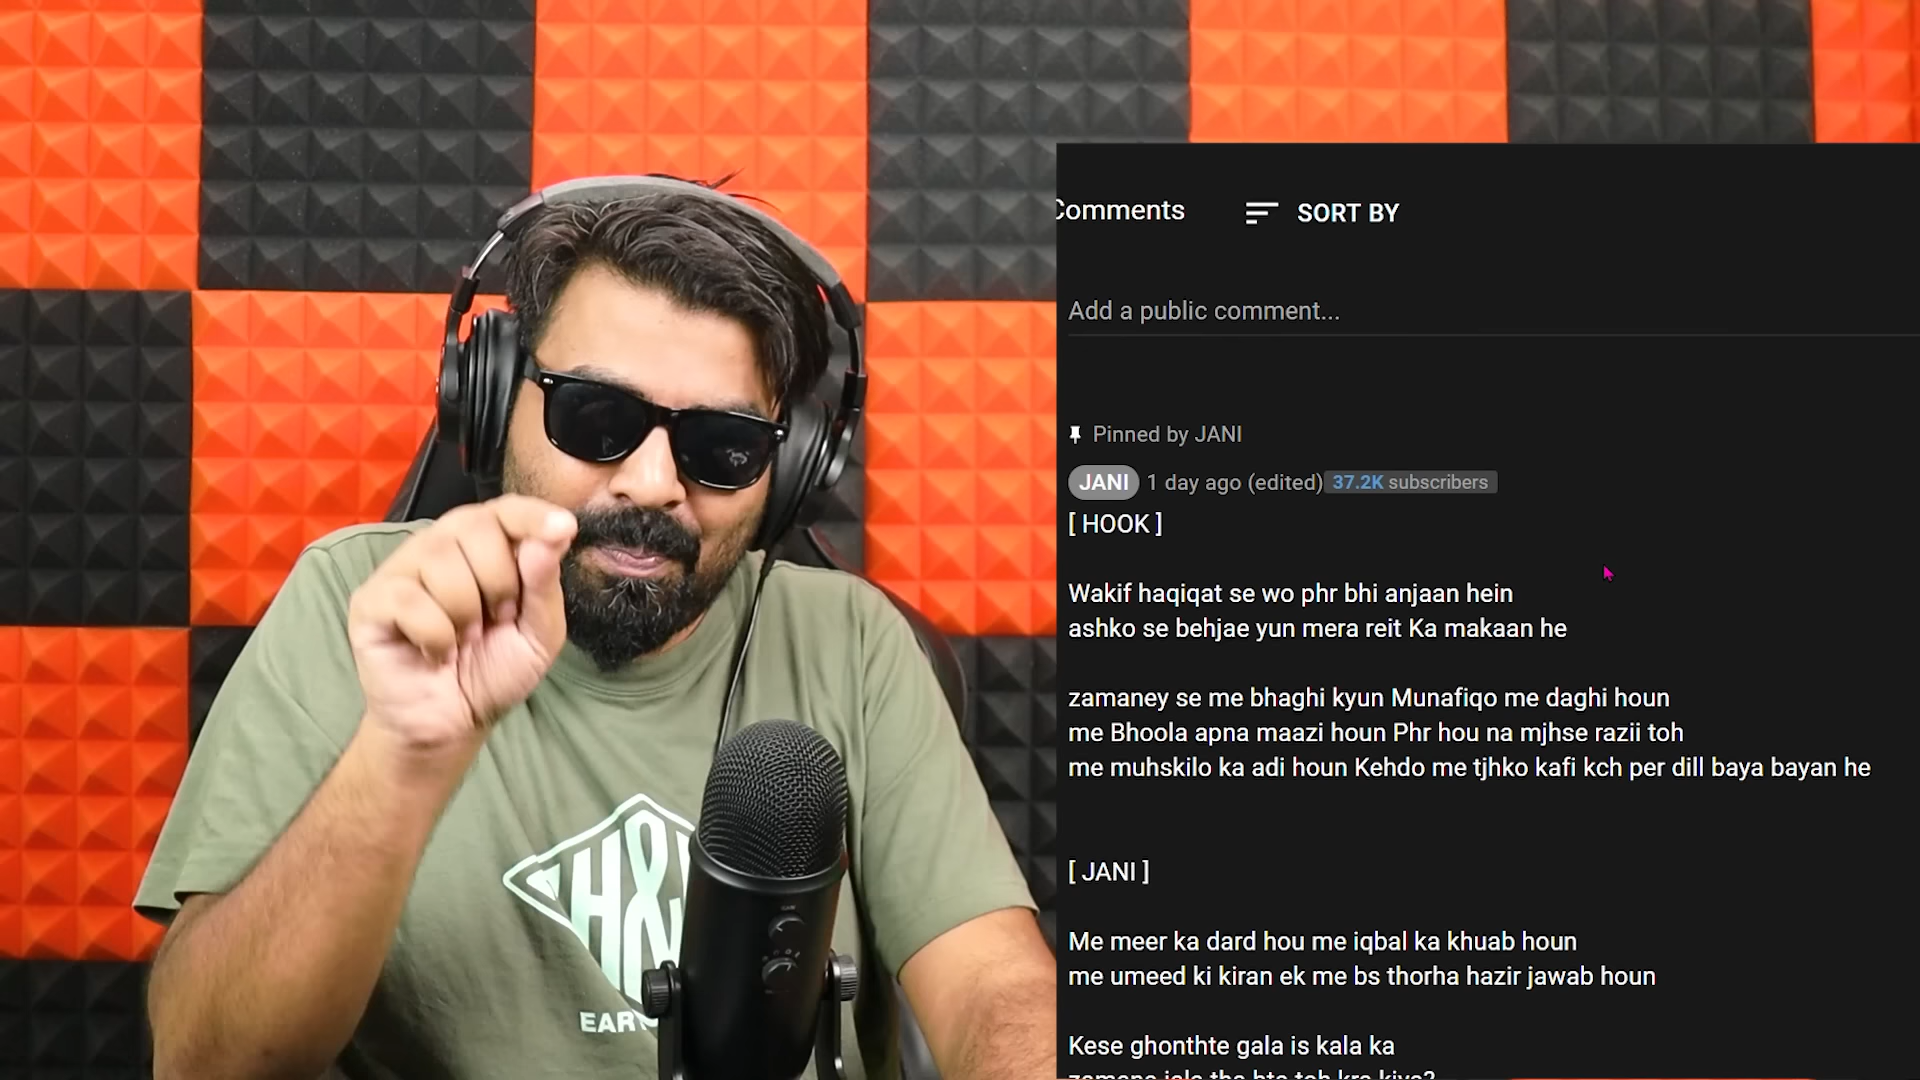 Comments
SORT BY
Add a public comment...
Pinned by JANI
JANI 1 day ago (edited) 37.2K subscribers
[ HOOK ]
Wakif haqiqat se wo phr bhi anjaan hein
ashko se behjae yun mera reit Ka makaan he
zamaney se me bhaghi kyun Munafiqo me daghi houn
me Bhoola apna maazi houn Phr hou na mjhse razii toh
me muhskilo ka adi houn Kehdo me tjhko kafi kch per dill baya bayan he
[ JANI ]
Me meer ka dard hou me iqbal ka khuab houn
me umeed ki kiran ek me bs thorha hazir jawab houn
Kese ghonthte gala is kala ka
H&